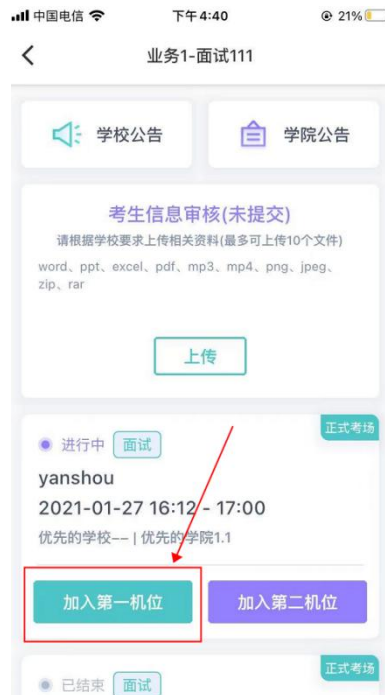 中国电信 下午4:40 21%
业务1-面试111
学校公告 学院公告
考生信息审核(未提交)
请根据学校要求上传相关资料(最多可上传10个文件)
word、ppt、excel、pdf、mp3、mp4、png、jpeg、
zip、rar
上传
正式考场
进行中 面试
yanshou
2021-01-27 16:12 - 17:00
优先的学校-- | 优先的学院1.1
加入第一机位 加入第二机位
正式考场
已结束 面试